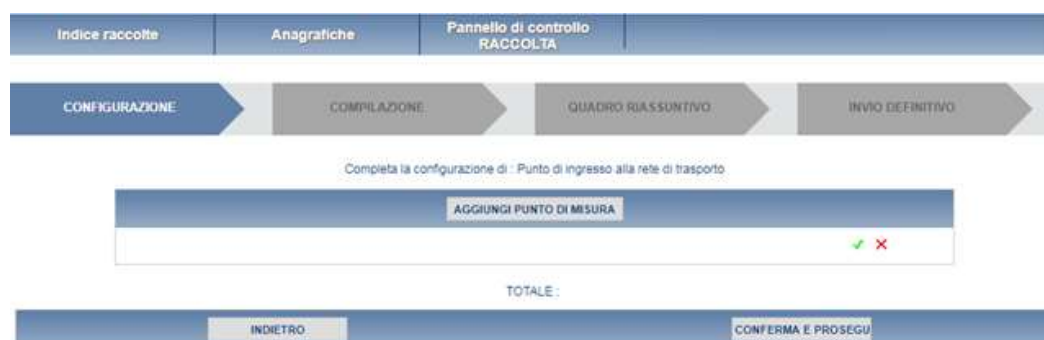 Indice raccolte
Anagrafiche
Pannello di controllo
RACCOLTA
CONFIGURAZIONE
COMPILAZIONE
QUADRO RIASSUNTIVO
INVIO DEFINITIVO
Completa la configurazione di : Punto di ingresso alla rete di trasporto
AGGIUNGI PUNTO DI MISURA
TOTALE :
INDIETRO
CONFERMA E PROSEGU